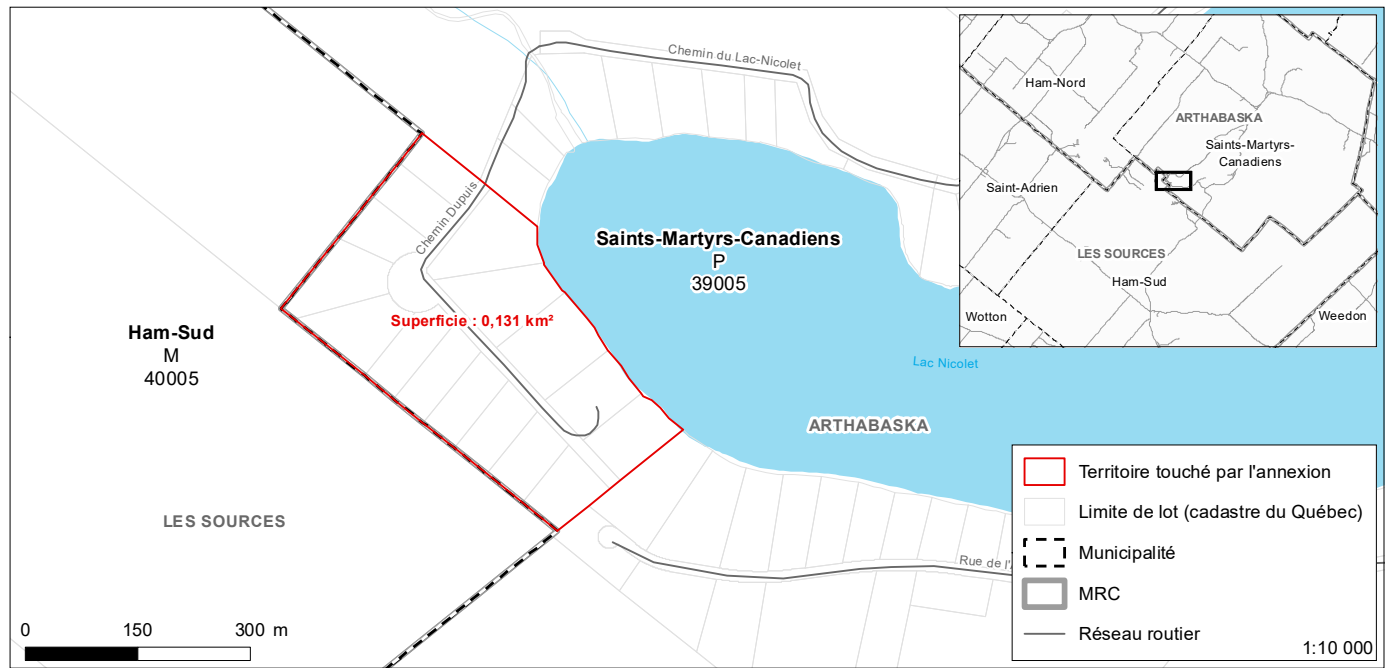 Chemin du Lac-Nicolet
Chemin Dupuis
Saints-Martyrs-Canadiens
P
39005
Superficie : 0,131 km²
Ham-Sud
M
40005
Lac Nicolet
ARTHABASKA
LES SOURCES
Rue de l'
0 150 300 m
Ham-Nord
ARTHABASKA
Saints-Martyrs-
Canadiens
Saint-Adrien
LES SOURCES
Ham-Sud
Wotton
Weedon
Territoire touché par l'annexion
Limite de lot (cadastre du Québec)
Municipalité
MRC
Réseau routier
1:10 000